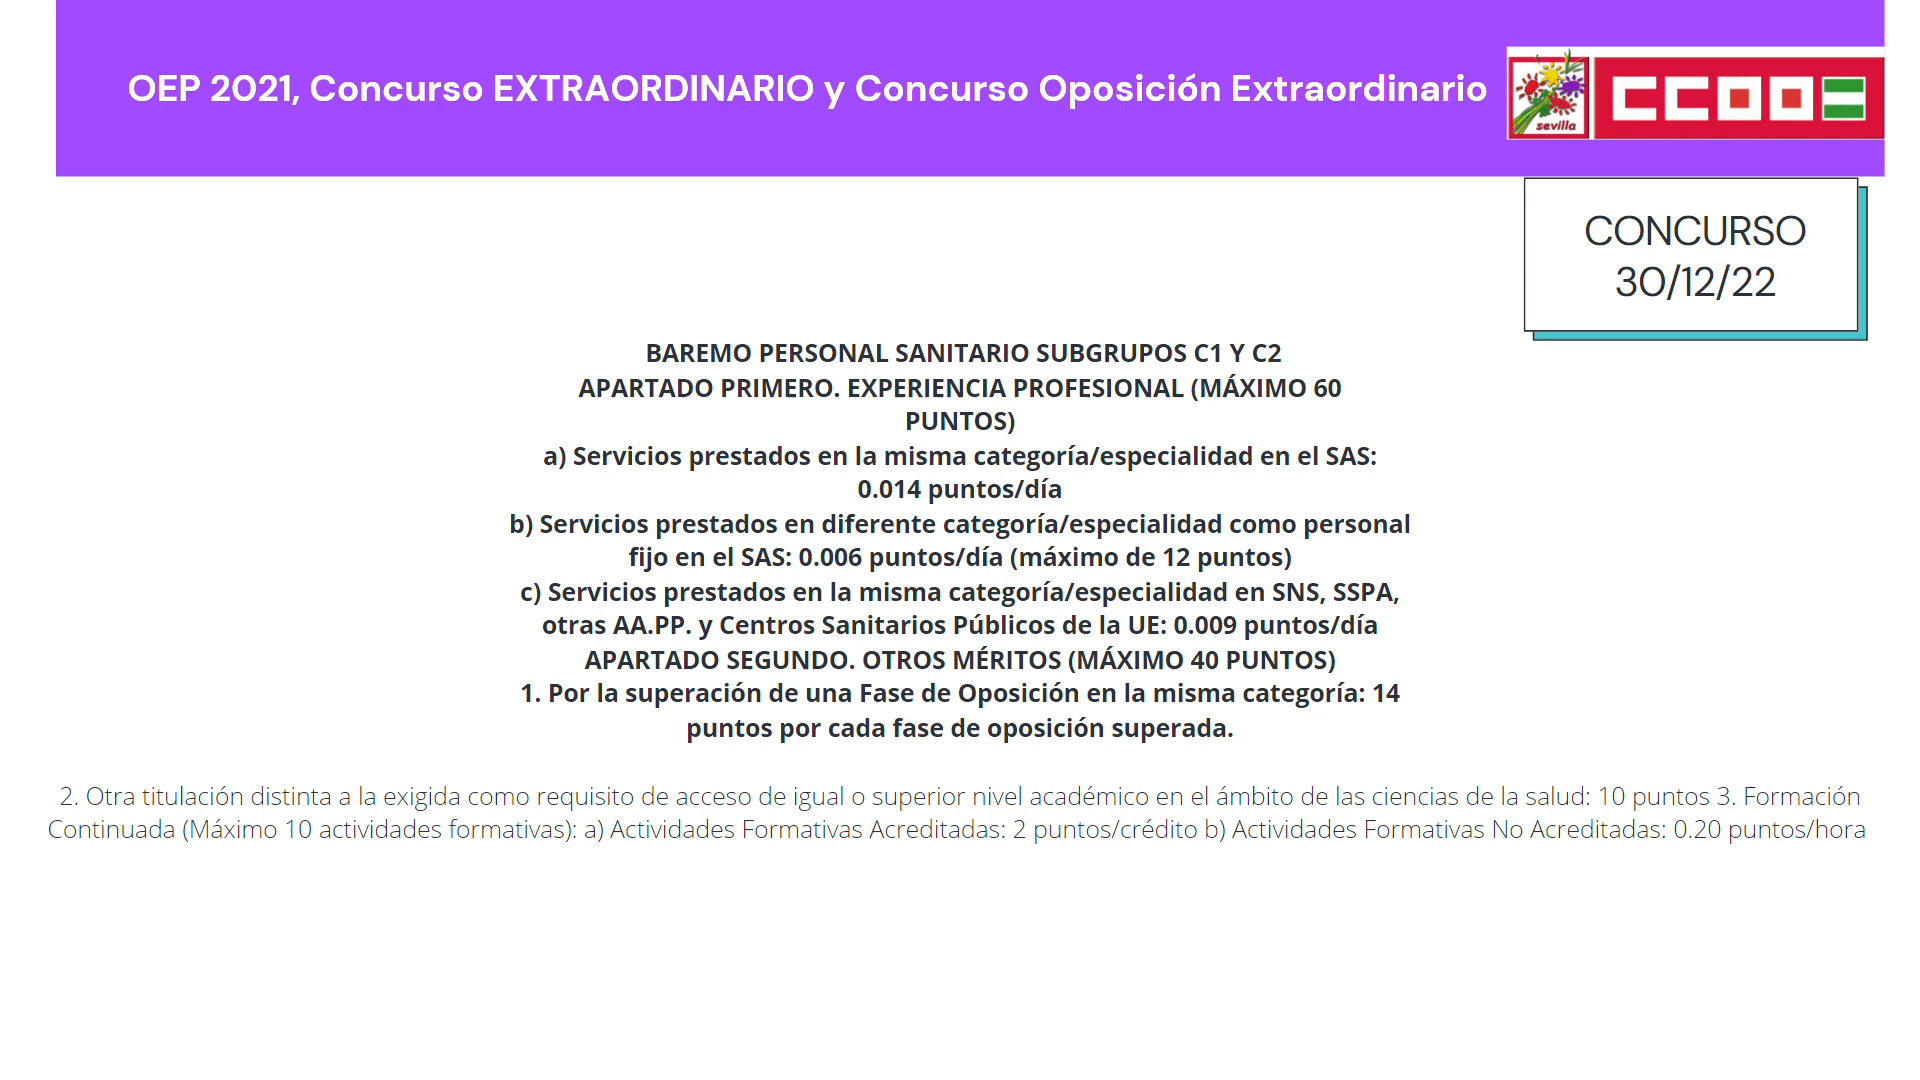 OEP 2021, Concurso EXTRAORDINARIO y Concurso Oposición Extraordinario
sevilla
CCOO
CONCURSO
30/12/22
BAREMO PERSONAL SANITARIO SUBGRUPOS C1 Y C2
APARTADO PRIMERO. EXPERIENCIA PROFESIONAL (MÁXIMO 60
PUNTOS)
a) Servicios prestados en la misma categoría/especialidad en el SAS:
0.014 puntos/día
b) Servicios prestados en diferente categoría/especialidad como personal
fijo en el SAS: 0.006 puntos/día (máximo de 12 puntos)
c) Servicios prestados en la misma categoría/especialidad en SNS, SSPA,
otras AA.PP. y Centros Sanitarios Públicos de la UE: 0.009 puntos/día
APARTADO SEGUNDO. OTROS MÉRITOS (MÁXIMO 40 PUNTOS)
1. Por la superación de una Fase de Oposición en la misma categoría: 14
puntos por cada fase de oposición superada.
2. Otra titulación distinta a la exigida como requisito de acceso de igual o superior nivel académico en el ámbito de las ciencias de la salud: 10 puntos 3. Formación
Continuada (Máximo 10 actividades formativas): a) Actividades Formativas Acreditadas: 2 puntos/crédito b) Actividades Formativas No Acreditadas: 0.20 puntos/hora